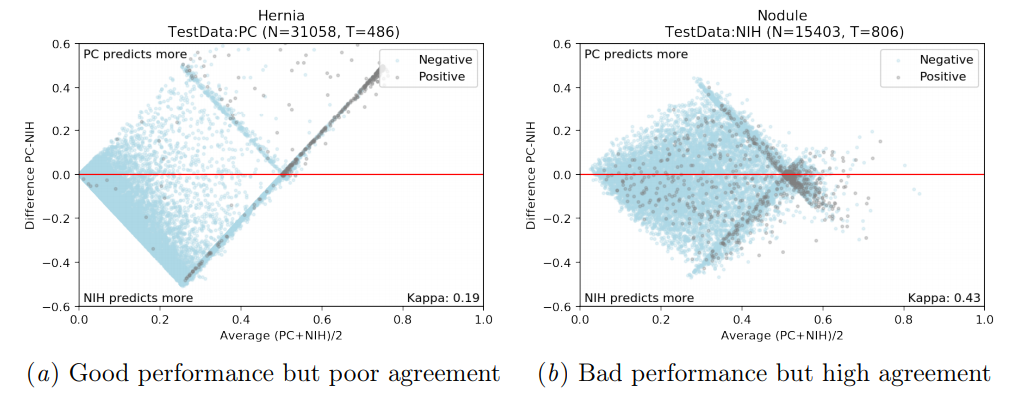 Hernia
TestData:PC (N=31058, T=486)
PC predicts more
Negative
Positive
0.6
0.4
0.2
0.0
−0.2
−0.4
−0.6
Difference PC-NIH
NIH predicts more
Kappa: 0.19
0.0 0.2 0.4 0.6 0.8 1.0
Average (PC+NIH)/2
(a) Good performance but poor agreement
Nodule
TestData:NIH (N=15403, T=806)
PC predicts more
Negative
Positive
0.6
0.4
0.2
0.0
−0.2
−0.4
−0.6
Difference PC-NIH
NIH predicts more
Kappa: 0.43
0.0 0.2 0.4 0.6 0.8 1.0
Average (PC+NIH)/2
(b) Bad performance but high agreement